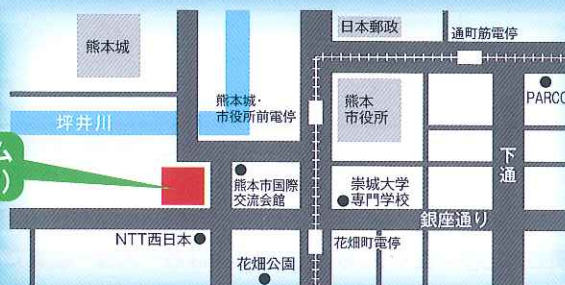 日本郵政
通町筋電停
熊本城
熊本城・
市役所前電停
熊本
市役所
PARCO
坪井川
ム
)
下通
熊本市国際
交流会館
崇城大学
専門学校
銀座通り
NTT西日本
花畑町電停
花畑公園